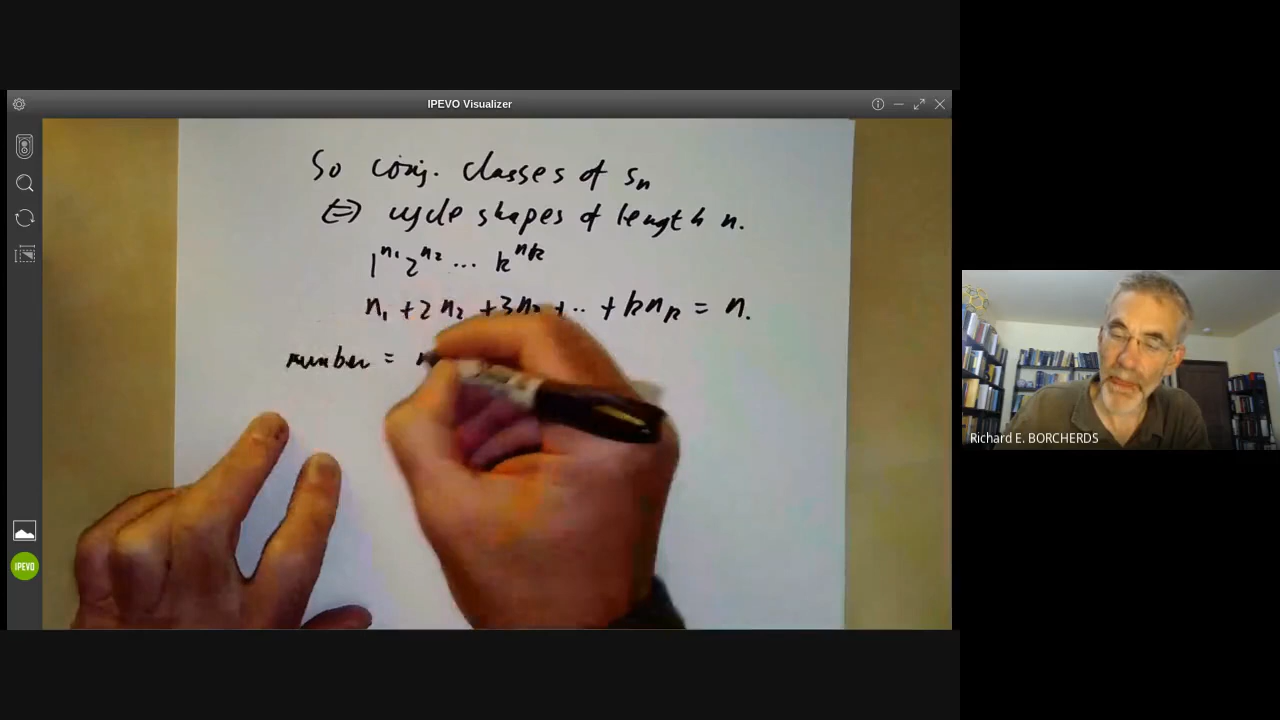 IPEVO Visualizer
So conj. classes of Sn
⇔ cycle shapes of length n.
1^n₁ 2^n₂ ... k^nk
n₁ + 2n₂ + 3n₃ + ... + knk = n.
number =
Richard E. BORCHERDS
IPEVO